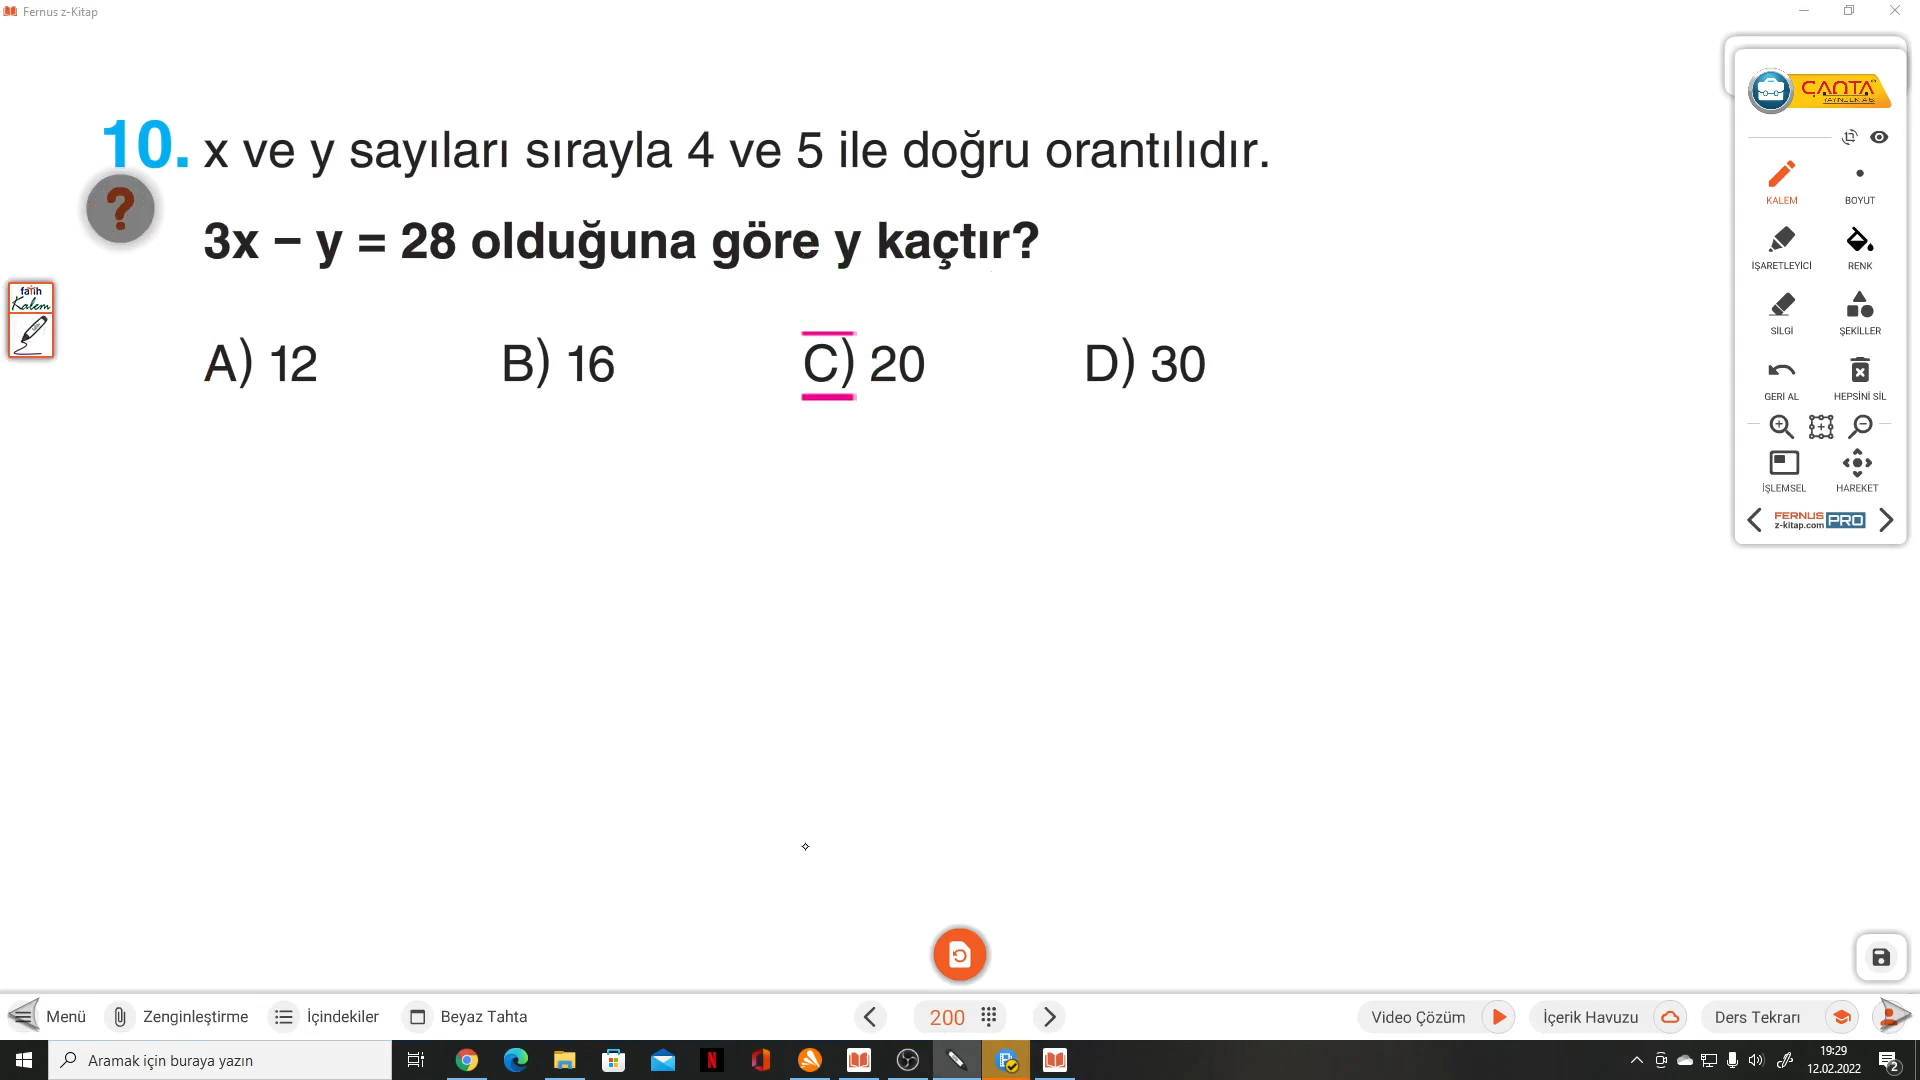 Fernus z-Kitap
ÇANTA
YAYINLARI
10. x ve y sayıları sırayla 4 ve 5 ile doğru orantılıdır.
?
3x – y = 28 olduğuna göre y kaçtır?
A) 12 B) 16 C) 20 D) 30
fatih
Kalem
KALEM BOYUT
İŞARETLEYİCİ RENK
SİLGİ ŞEKİLLER
GERİ AL HEPSİNİ SİL
İŞLEMSEL HAREKET
FERNUS PRO
z-kitap.com
Menü Zenginleştirme İçindekiler Beyaz Tahta 200 Video Çözüm İçerik Havuzu Ders Tekrarı
Aramak için buraya yazın
19:29
12.02.2022
2